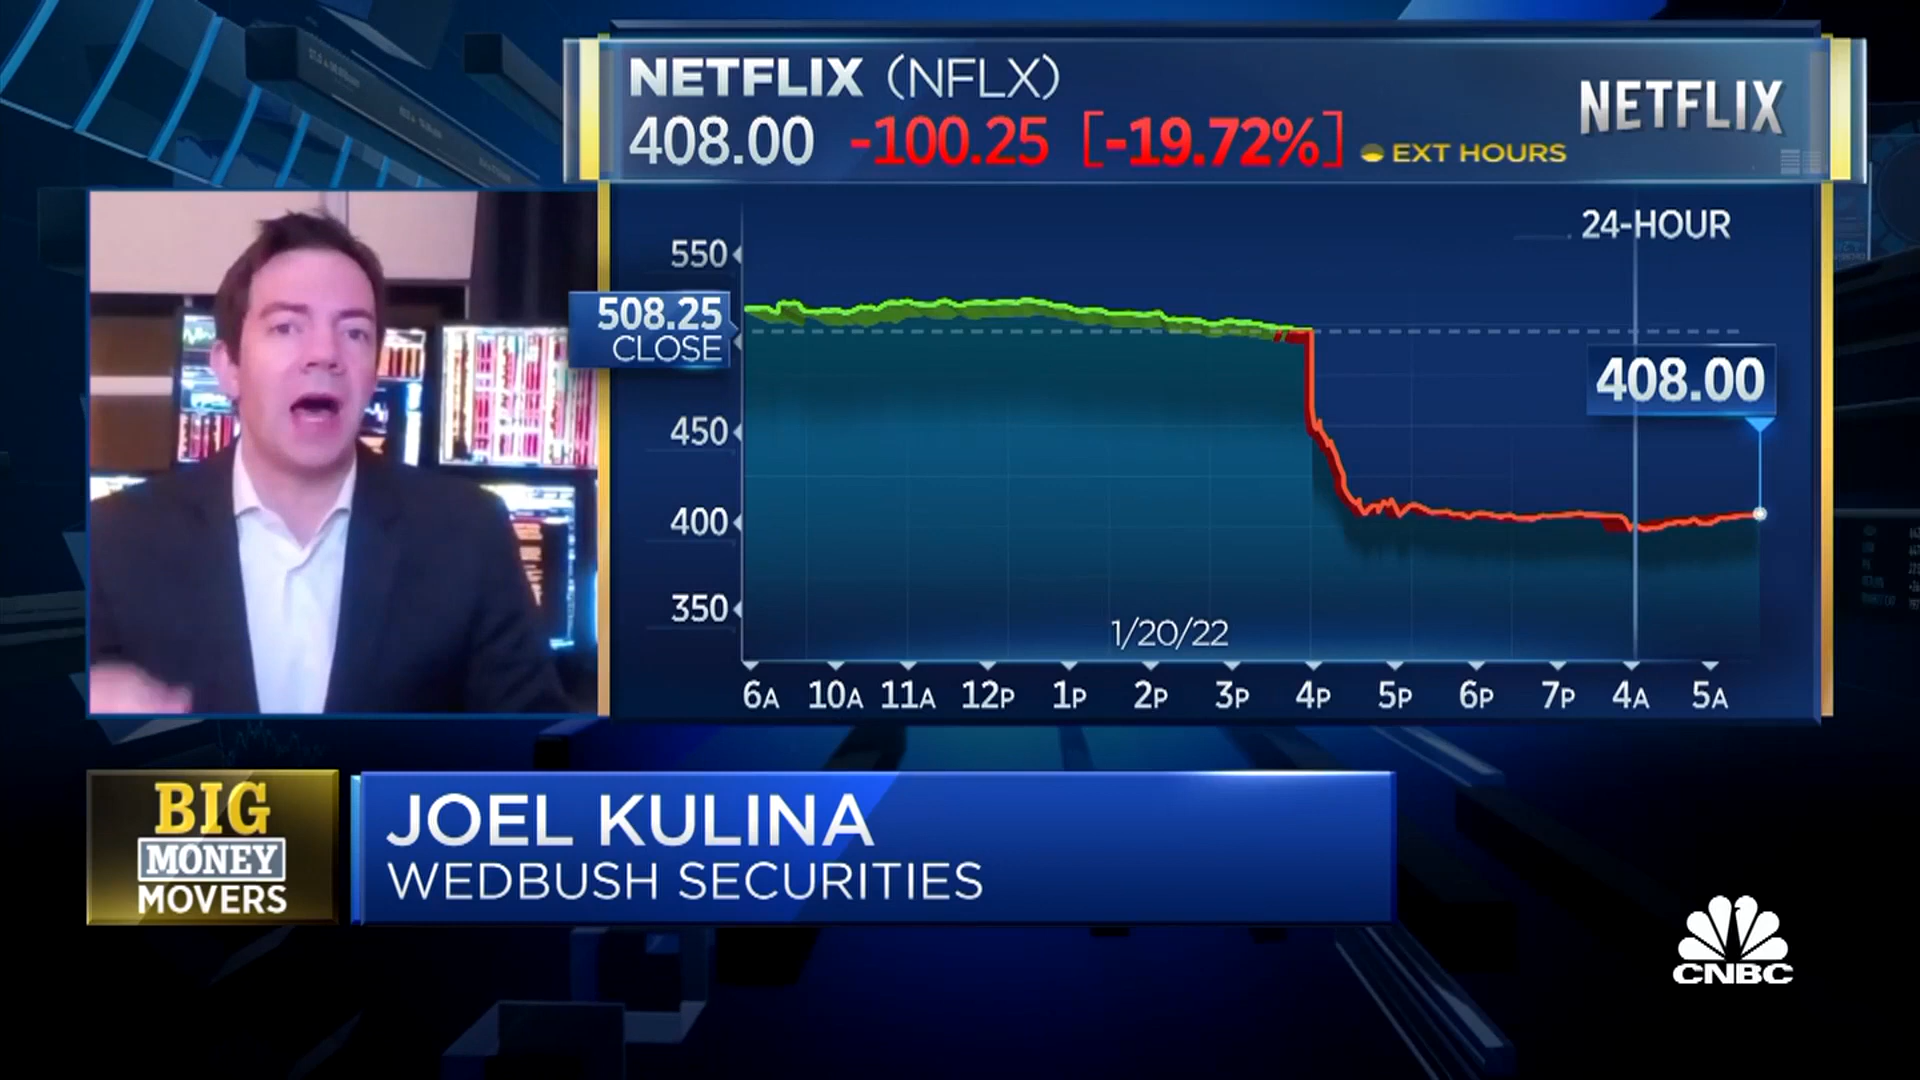 NETFLIX (NFLX)
408.00 -100.25 [-19.72%] EXT HOURS
NETFLIX
24-HOUR
550
508.25
CLOSE
408.00
450
400
350
1/20/22
6A 10A 11A 12P 1P 2P 3P 4P 5P 6P 7P 4A 5A
BIG
MONEY
MOVERS
JOEL KULINA
WEDBUSH SECURITIES
CNBC